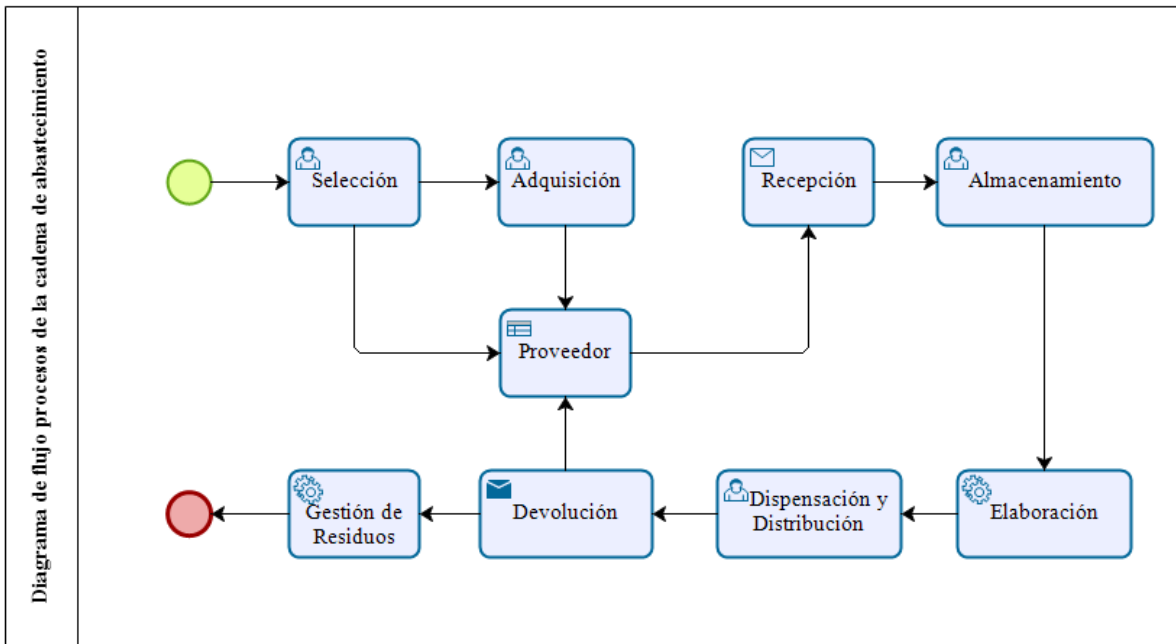 Diagrama de flujo procesos de la cadena de abastecimiento
Selección
Adquisición
Recepción
Almacenamiento
Proveedor
Gestión de
Residuos
Devolución
Dispensación y
Distribución
Elaboración